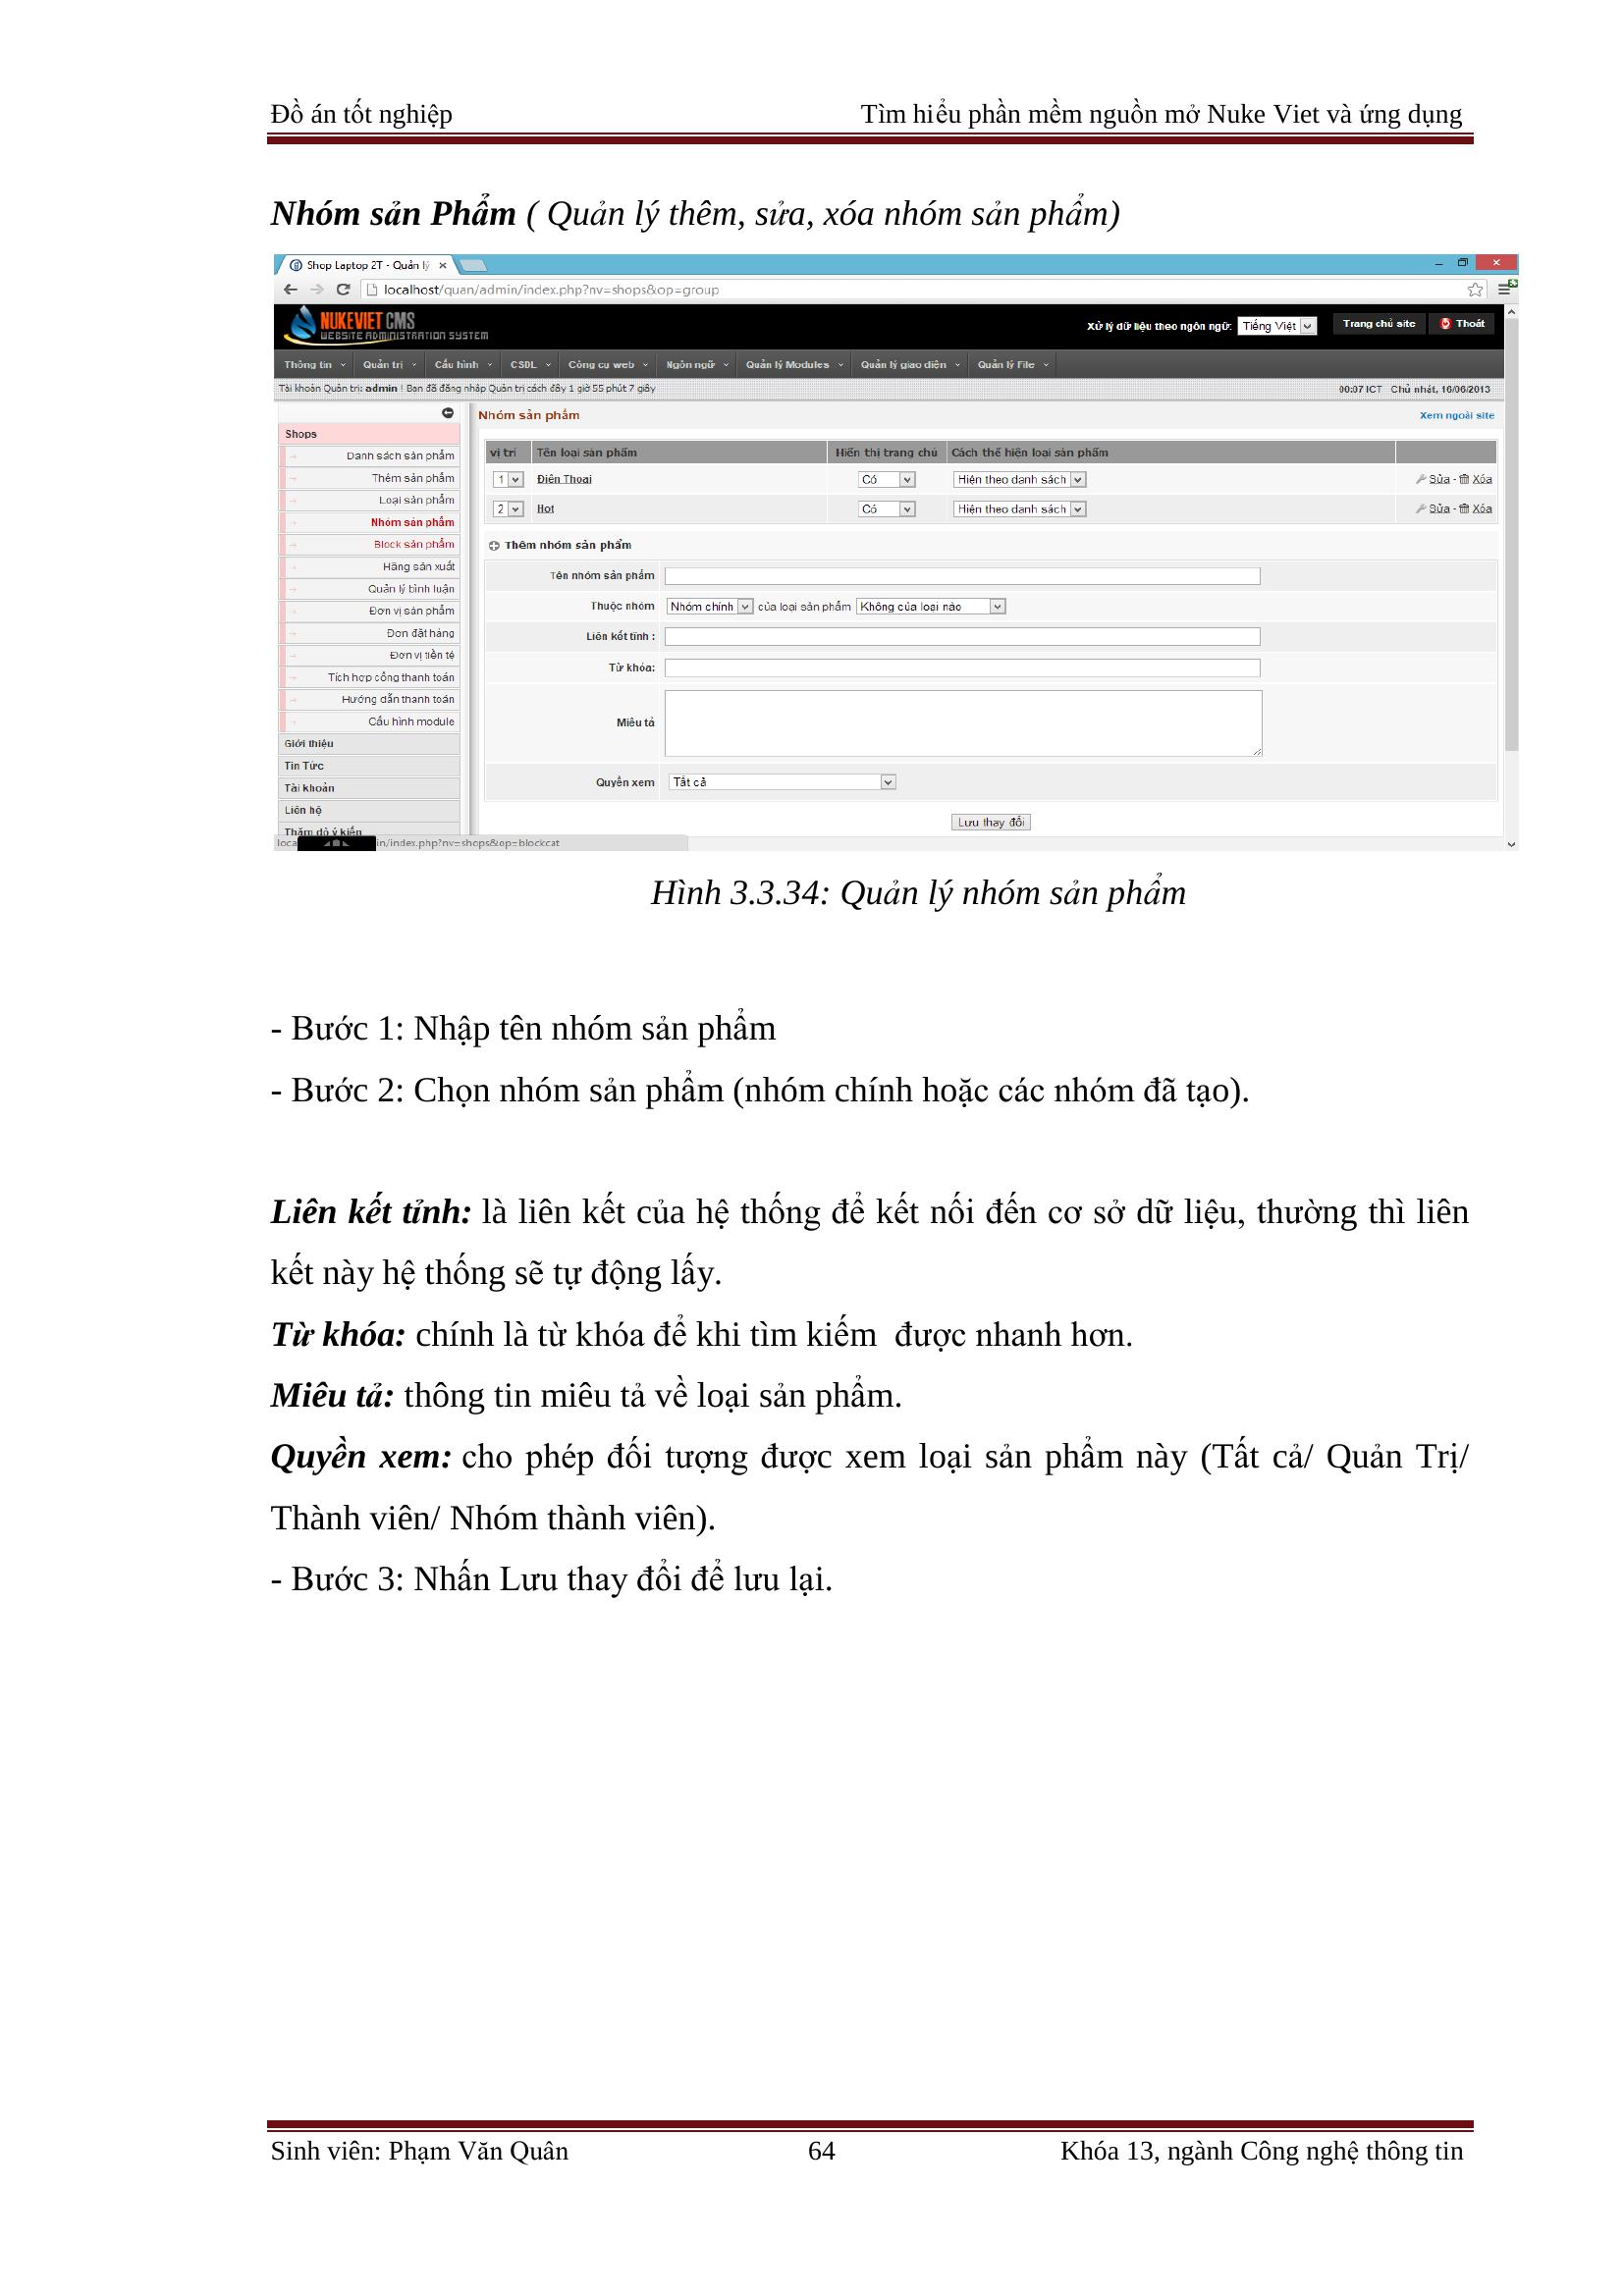 Đồ án tốt nghiệp
Tìm hiểu phần mềm nguồn mở Nuke Viet và ứng dụng
Nhóm sản Phẩm ( Quản lý thêm, sửa, xóa nhóm sản phẩm)
Shop Laptop 2T - Quản lý
localhost/quan/admin/index.php?nv=shops&op=group
NUKEVIET CMS
WEBSITE ADMINISTRATION SYSTEM
Xử lý dữ liệu theo ngôn ngữ: Tiếng Việt Trang chủ site Thoát
Thông tin Quản trị Cấu hình CSDL Công cụ web Ngôn ngữ Quản lý Modules Quản lý giao diện Quản lý File
Tài khoản Quản trị: admin ! Bạn đã đăng nhập Quản trị cách đây 1 giờ 55 phút 7 giây
00:07 ICT Chủ nhật, 16/06/2013
Shops
Danh sách sản phẩm
Thêm sản phẩm
Loại sản phẩm
Nhóm sản phẩm
Block sản phẩm
Hãng sản xuất
Quản lý bình luận
Đơn vị sản phẩm
Đơn đặt hàng
Đơn vị tiền tệ
Tích hợp cổng thanh toán
Hướng dẫn thanh toán
Cấu hình module
Giới thiệu
Tin Tức
Tài khoản
Liên hệ
Thăm dò ý kiến
Nhóm sản phẩm
Xem ngoài site
vị trí Tên loại sản phẩm Hiển thị trang chủ Cách thể hiện loại sản phẩm
1 Điện Thoại Có Hiện theo danh sách Sửa - Xóa
2 Hot Có Hiện theo danh sách Sửa - Xóa
Thêm nhóm sản phẩm
Tên nhóm sản phẩm
Thuộc nhóm Nhóm chính của loại sản phẩm Không của loại nào
Liên kết tĩnh :
Từ khóa:
Miêu tả
Quyền xem Tất cả
Lưu thay đổi
loca in/index.php?nv=shops&op=blockcat
Hình 3.3.34: Quản lý nhóm sản phẩm
- Bước 1: Nhập tên nhóm sản phẩm
- Bước 2: Chọn nhóm sản phẩm (nhóm chính hoặc các nhóm đã tạo).
Liên kết tỉnh: là liên kết của hệ thống để kết nối đến cơ sở dữ liệu, thường thì liên
kết này hệ thống sẽ tự động lấy.
Từ khóa: chính là từ khóa để khi tìm kiếm được nhanh hơn.
Miêu tả: thông tin miêu tả về loại sản phẩm.
Quyền xem: cho phép đối tượng được xem loại sản phẩm này (Tất cả/ Quản Trị/
Thành viên/ Nhóm thành viên).
- Bước 3: Nhấn Lưu thay đổi để lưu lại.
Sinh viên: Phạm Văn Quân
64
Khóa 13, ngành Công nghệ thông tin